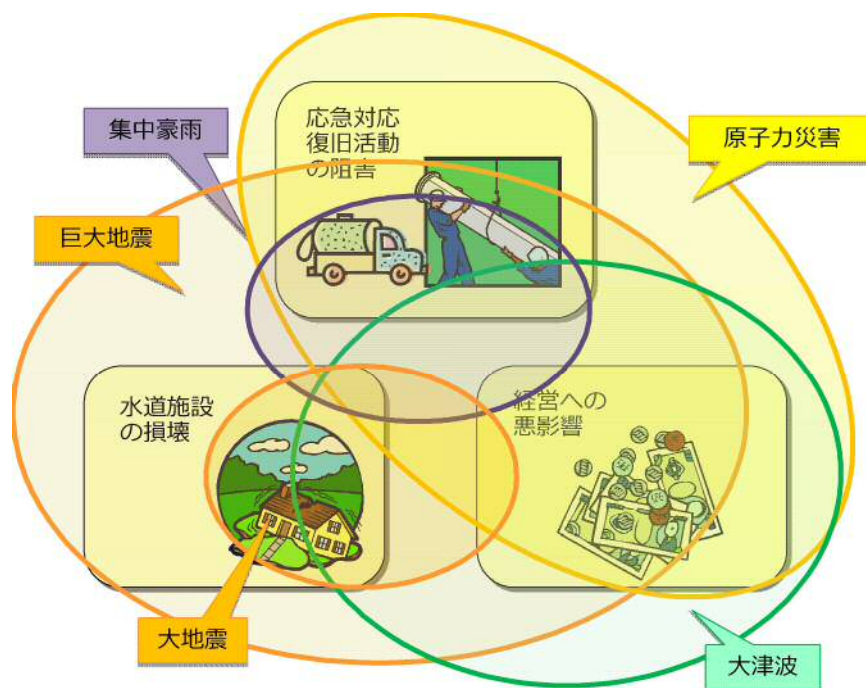 応急対応
復旧活動
の阻害
集中豪雨
原子力災害
巨大地震
水道施設
の損壊
経営への
悪影響
大地震
大津波